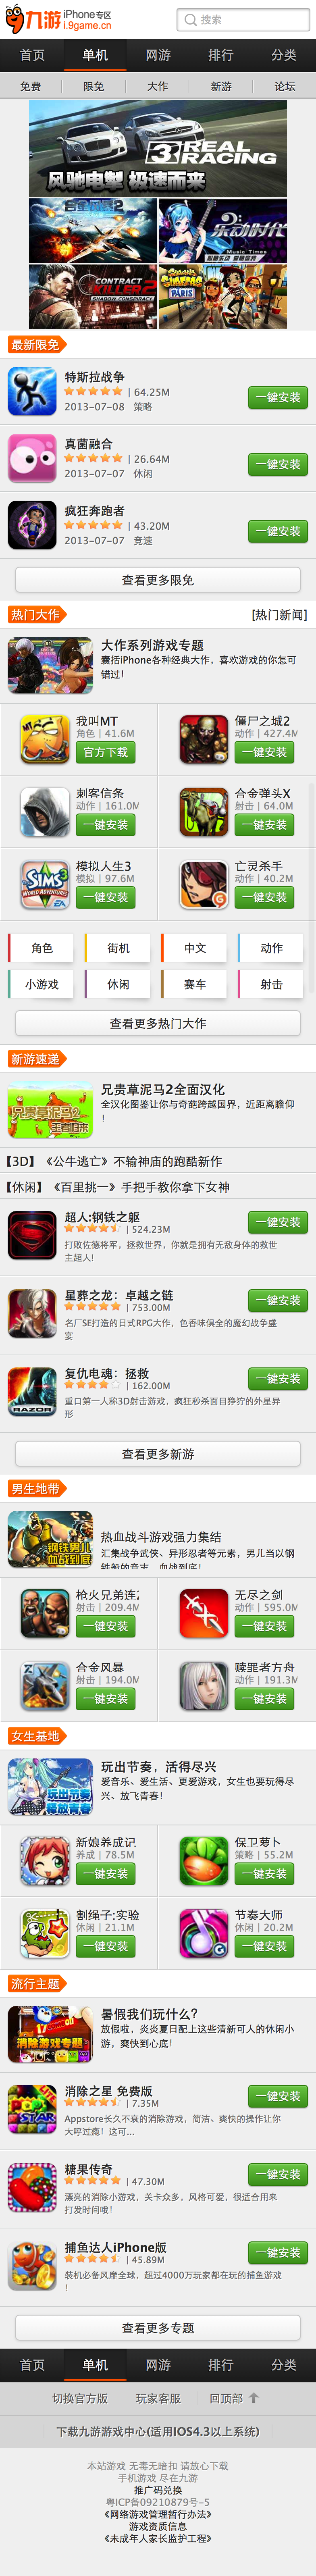 九游 iPhone专区
i.9game.cn
搜索
首页 单机 网游 排行 分类
免费 限免 大作 新游 论坛
3 REAL RACING
风驰电掣 极速而来
乐动时代
Music Times
CONTRACT KILLER 2
SHADOW CONSPIRACY
SUBWAY SURFERS
PARIS
最新限免
特斯拉战争
| 64.25M
2013-07-08 策略
一键安装
真菌融合
| 26.64M
2013-07-07 休闲
一键安装
疯狂奔跑者
| 43.20M
2013-07-07 竞速
一键安装
查看更多限免
热门大作
[热门新闻]
大作系列游戏专题
囊括iPhone各种经典大作，喜欢游戏的你怎可
错过！
我叫MT
角色 | 41.6M
官方下载
僵尸之城2
动作 | 427.4M
一键安装
刺客信条
动作 | 161.0M
一键安装
合金弹头X
射击 | 64.0M
一键安装
模拟人生3
模拟 | 97.6M
一键安装
亡灵杀手
动作 | 40.2M
一键安装
角色 街机 中文 动作
小游戏 休闲 赛车 射击
查看更多热门大作
新游速递
兄贵草泥马2全面汉化
全汉化图鉴让你与奇葩跨越国界，近距离瞻仰
！
【3D】《公牛逃亡》不输神庙的跑酷新作
【休闲】《百里挑一》手把手教你拿下女神
超人:钢铁之躯
| 524.23M
打败佐德将军，拯救世界，你就是拥有无敌身体的救世
主超人!
一键安装
星葬之龙：卓越之链
| 753.00M
名厂SE打造的日式RPG大作，色香味俱全的魔幻战争盛
宴
一键安装
复仇电魂：拯救
| 162.00M
重口第一人称3D射击游戏，疯狂秒杀面目狰狞的外星异
形
一键安装
查看更多新游
男生地带
钢铁男儿
血战到底
热血战斗游戏强力集结
汇集战争武侠、异形忍者等元素，男儿当以钢
铁般的意志，血战到底！
枪火兄弟连
射击 | 209.4M
一键安装
无尽之剑
动作 | 595.0M
一键安装
合金风暴
射击 | 194.0M
一键安装
赎罪者方舟
动作 | 191.3M
一键安装
女生基地
玩出节奏
释放青春
玩出节奏，活得尽兴
爱音乐、爱生活、更爱游戏，女生也要玩得尽
兴、放飞青春！
新娘养成记
养成 | 78.5M
一键安装
保卫萝卜
策略 | 55.2M
一键安装
割绳子:实验
休闲 | 21.1M
一键安装
节奏大师
休闲 | 20.2M
一键安装
流行主题
消除游戏专题
暑假我们玩什么？
放假啦，炎炎夏日配上这些清新可人的休闲小
游，爽快到心底！
消除之星 免费版
| 7.35M
Appstore长久不衰的消除游戏，简洁、爽快的操作让你
大呼过瘾！这可...
一键安装
糖果传奇
| 47.30M
漂亮的消除小游戏，关卡众多，风格可爱，很适合用来
打发时间哦！
一键安装
捕鱼达人iPhone版
| 45.89M
装机必备风靡全球，超过4000万玩家都在玩的捕鱼游戏
！
一键安装
查看更多专题
首页 单机 网游 排行 分类
切换官方版 玩家客服 回顶部
下载九游游戏中心(适用IOS4.3以上系统)
本站游戏 无毒无暗扣 请放心下载
手机游戏 尽在九游
推广码兑换
粤ICP备09210879号-5
《网络游戏管理暂行办法》
游戏资质信息
《未成年人家长监护工程》